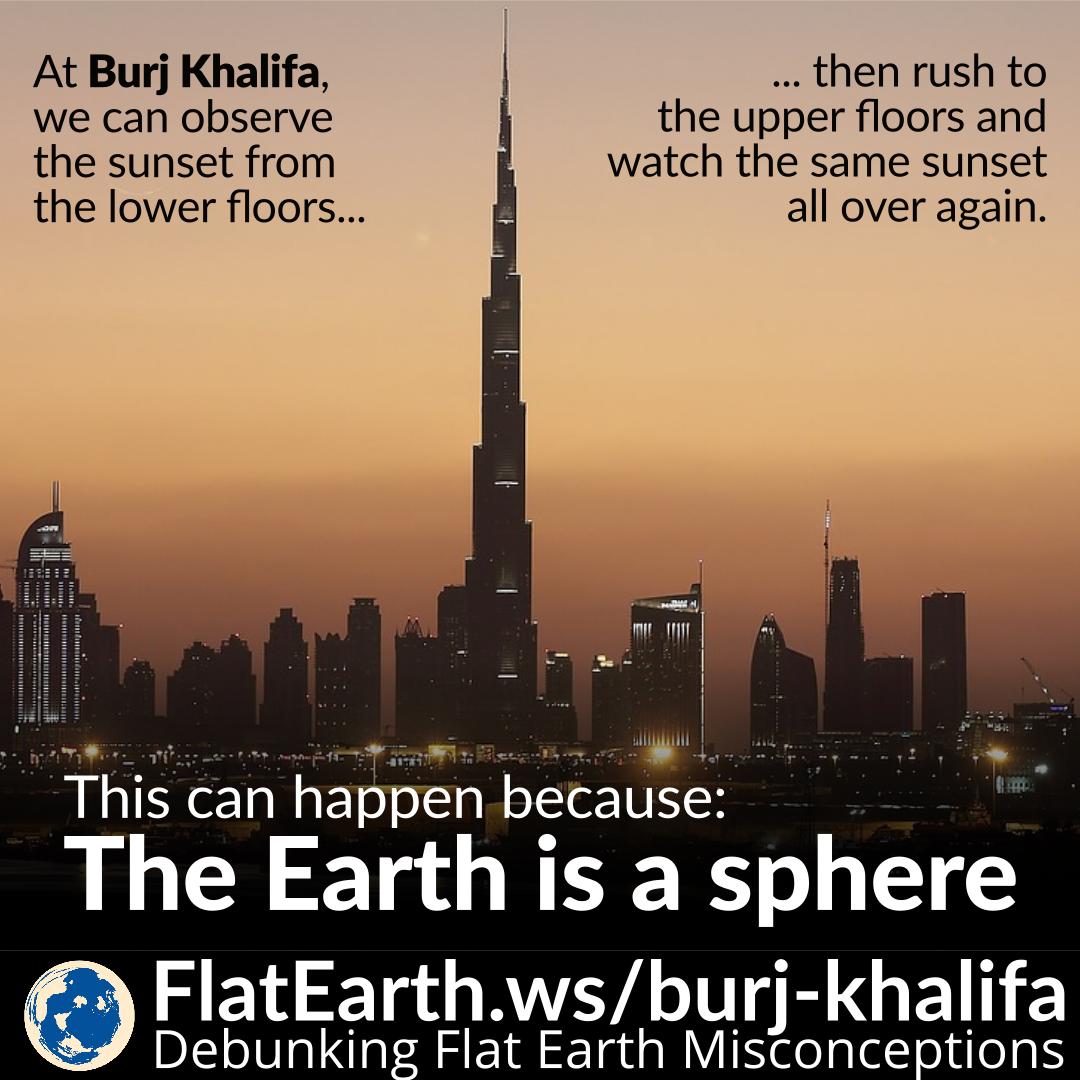 At Burj Khalifa,
we can observe
the sunset from
the lower floors...
... then rush to
the upper floors and
watch the same sunset
all over again.
This can happen because:
The Earth is a sphere
FlatEarth.ws/burj-khalifa
Debunking Flat Earth Misconceptions